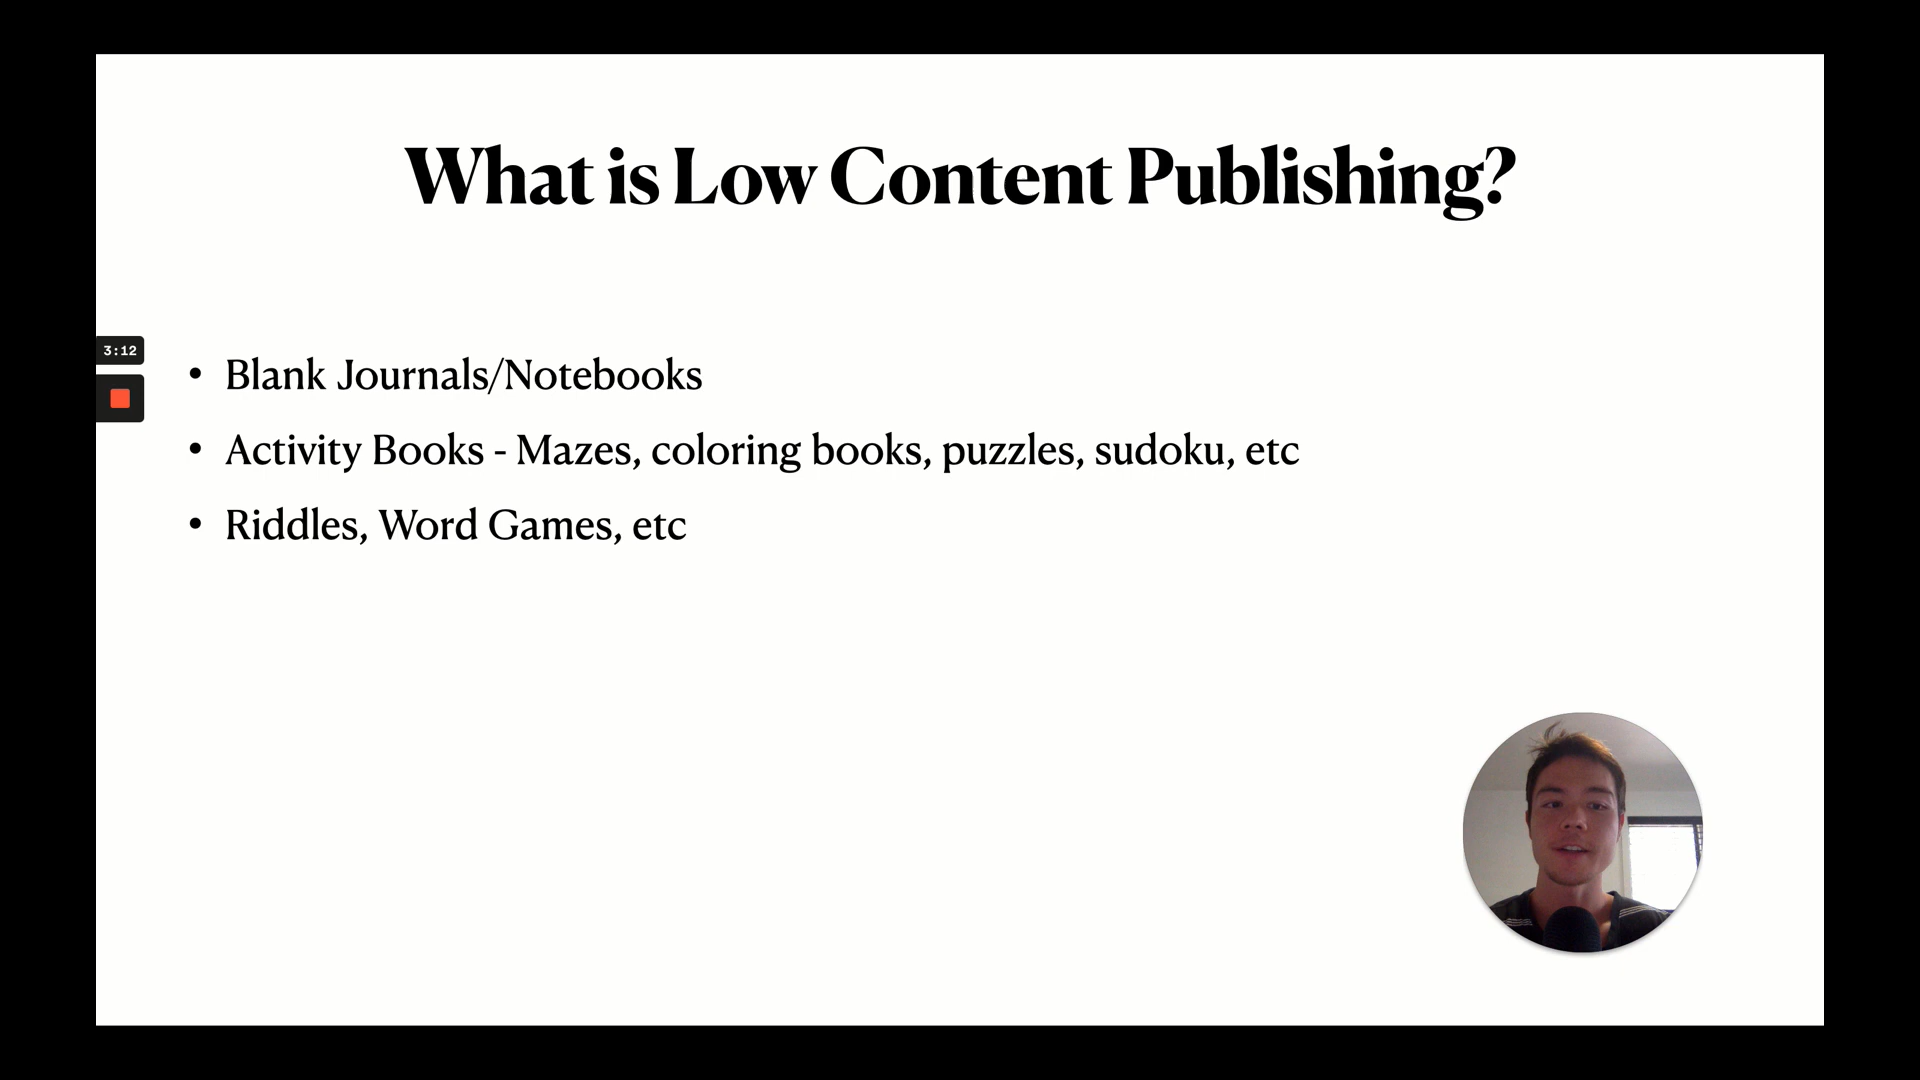 What is Low Content Publishing?
3:12
• Blank Journals/Notebooks
• Activity Books - Mazes, coloring books, puzzles, sudoku, etc
• Riddles, Word Games, etc